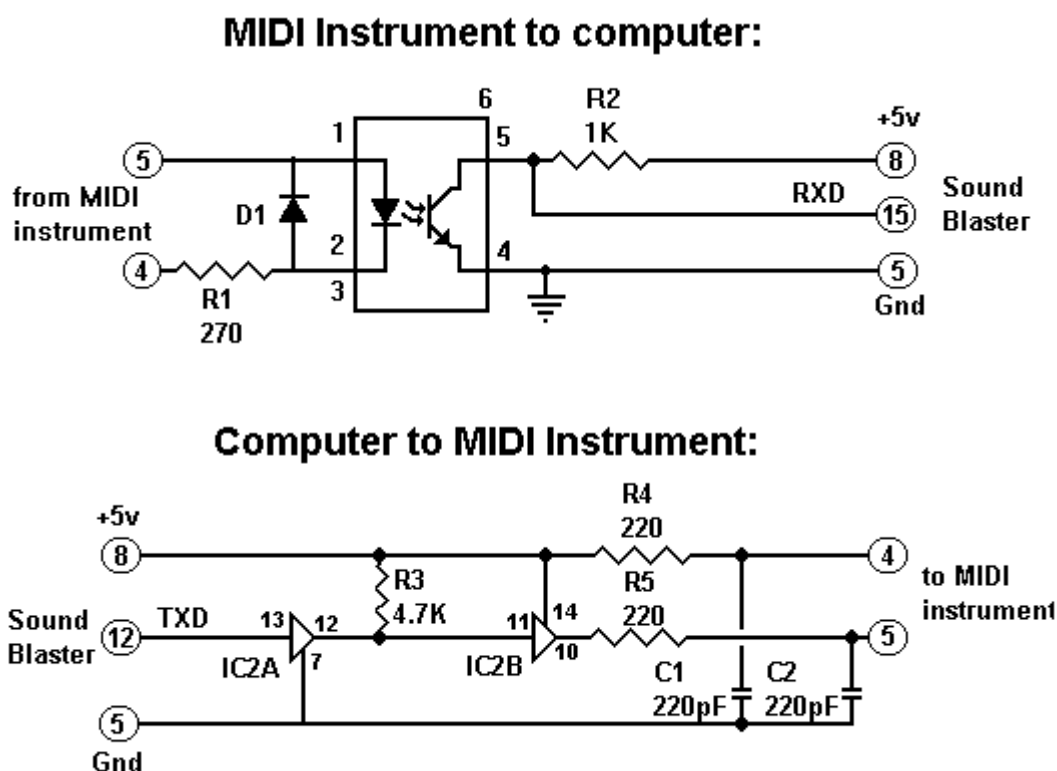 MIDI Instrument to computer:
6
R2
1K
+5v
1
5
5
8
from MIDI
instrument
D1
RXD
Sound
Blaster
15
2
4
4
3
5
R1
270
Gnd
Computer to MIDI Instrument:
+5v
R4
220
8
4
R3
4.7K
14
R5
220
to MIDI
instrument
Sound
Blaster
12
TXD
13
12
11
10
5
7
IC2A
IC2B
C1
220pF
C2
220pF
5
Gnd